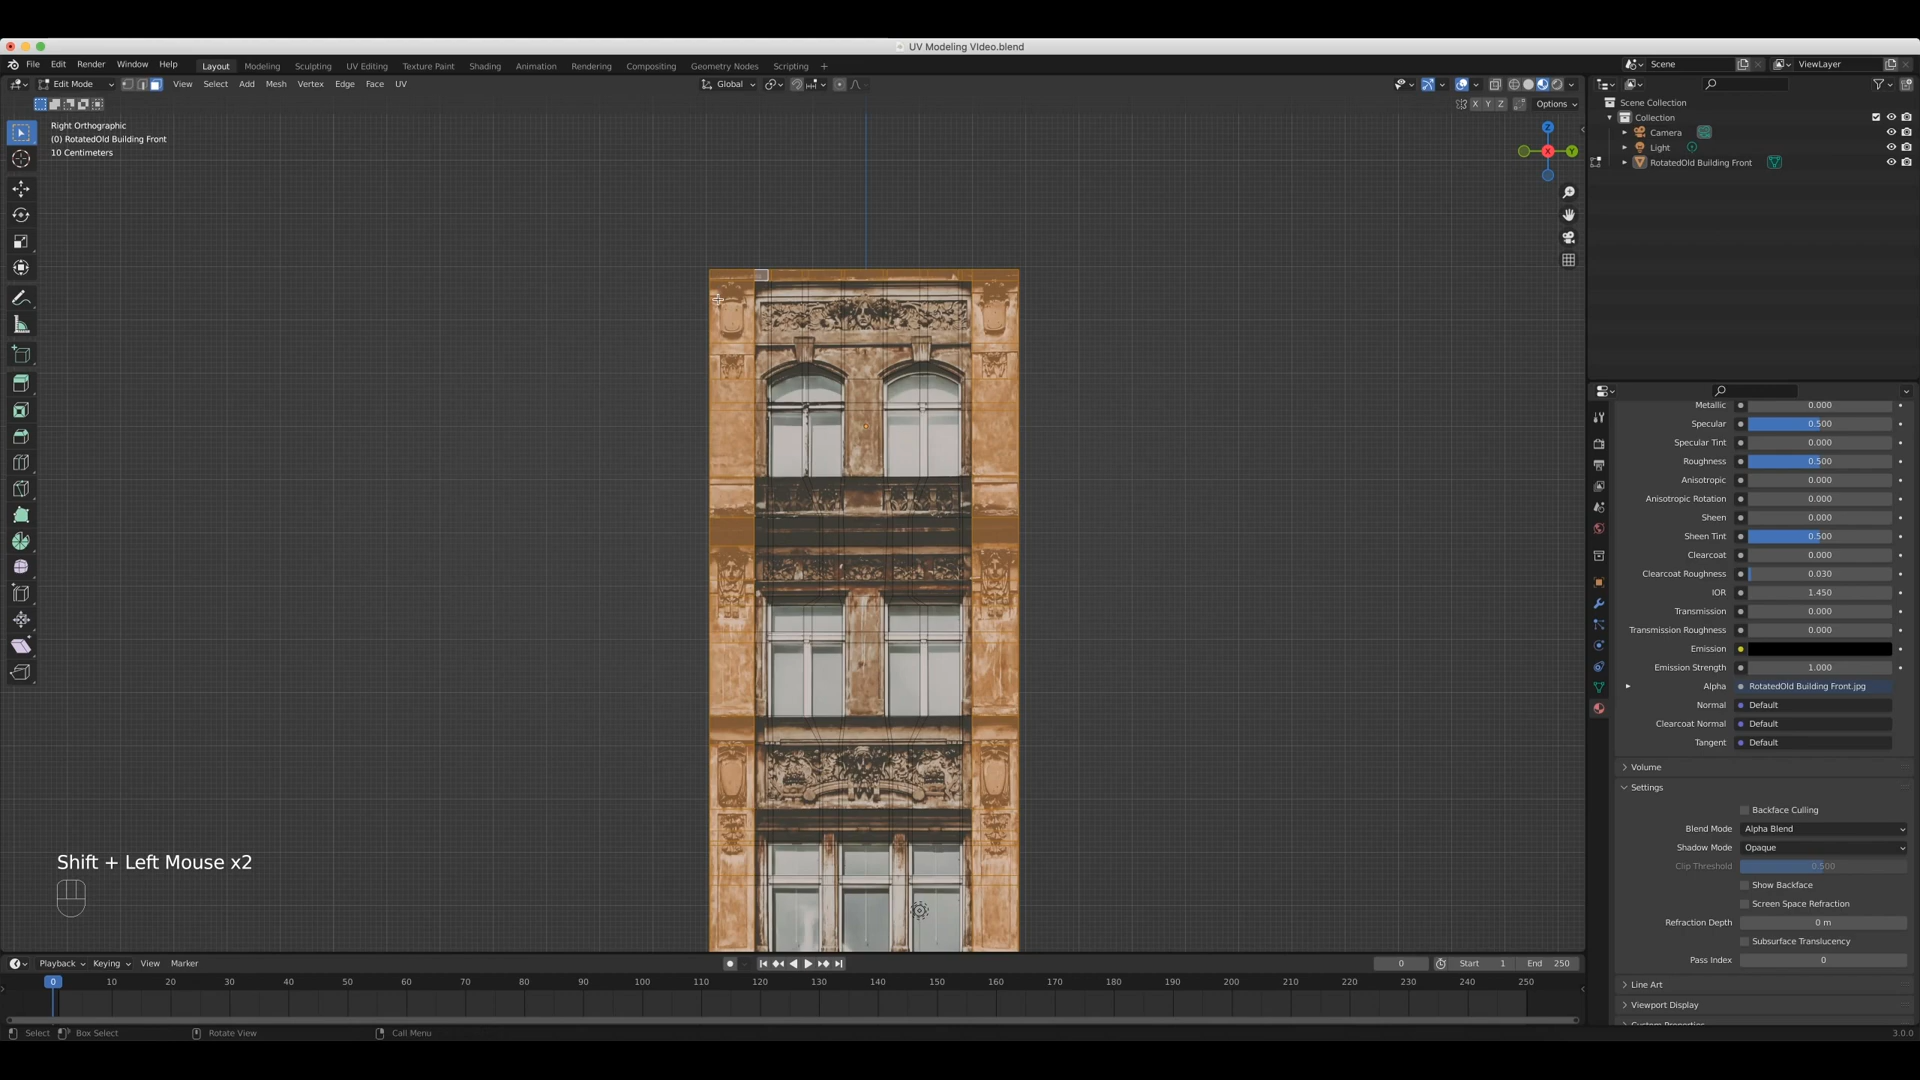 UV Modeling VIdeo.blend
File Edit Render Window Help Layout Modeling Sculpting UV Editing Texture Paint Shading Animation Rendering Compositing Geometry Nodes Scripting + Scene ViewLayer
Edit Mode View Select Add Mesh Vertex Edge Face UV Global
X Y Z Options
Right Orthographic
(0) RotatedOld Building Front
10 Centimeters
Z
X
Y
Scene Collection
Collection
Camera
Light
RotatedOld Building Front
Metallic 0.000
Specular 0.500
Specular Tint 0.000
Roughness 0.500
Anisotropic 0.000
Anisotropic Rotation 0.000
Sheen 0.000
Sheen Tint 0.500
Clearcoat 0.000
Clearcoat Roughness 0.030
IOR 1.450
Transmission 0.000
Transmission Roughness 0.000
Emission
Emission Strength 1.000
Alpha RotatedOld Building Front.jpg
Normal Default
Clearcoat Normal Default
Tangent Default
Volume
Settings
Backface Culling
Blend Mode Alpha Blend
Shadow Mode Opaque
Clip Threshold 0.500
Show Backface
Screen Space Refraction
Refraction Depth 0 m
Subsurface Translucency
Pass Index 0
Line Art
Viewport Display
Custom Properties
Shift + Left Mouse x2
Playback Keying View Marker 0 Start 1 End 250
0 10 20 30 40 50 60 70 80 90 100 110 120 130 140 150 160 170 180 190 200 210 220 230 240 250
Select Box Select Rotate View Call Menu 3.0.0